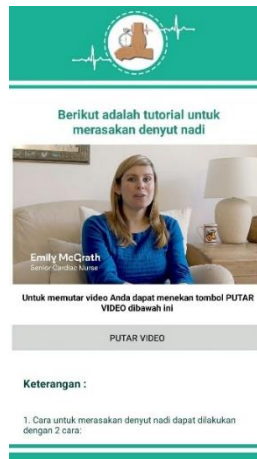 Berikut adalah tutorial untuk
merasakan denyut nadi
Emily McGrath
Senior Cardiac Nurse
Untuk memutar video Anda dapat menekan tombol PUTAR
VIDEO dibawah ini
PUTAR VIDEO
Keterangan :
1. Cara untuk merasakan denyut nadi dapat dilakukan
dengan 2 cara: